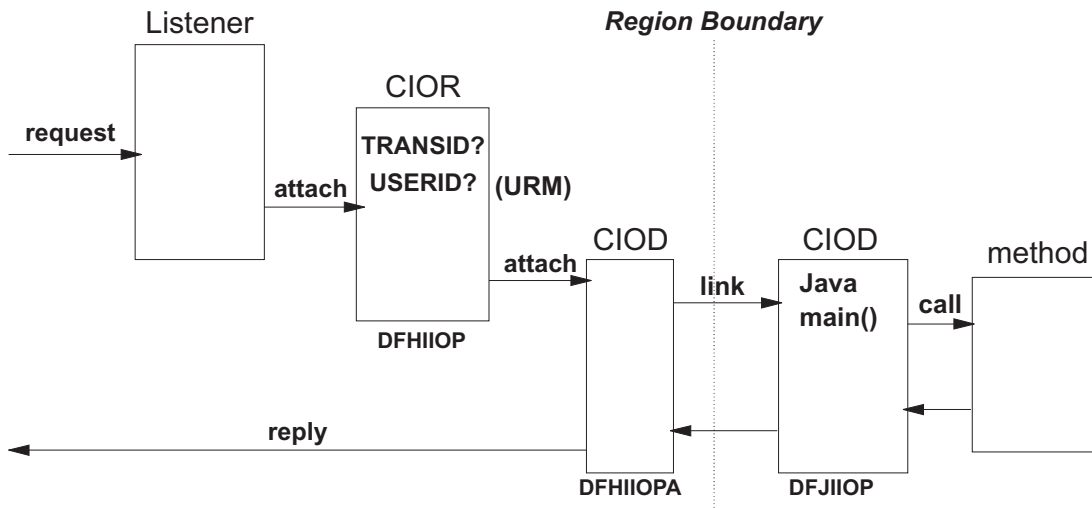 Listener
Region Boundary
CIOR
request
TRANSID?
USERID?
(URM)
attach
CIOD
CIOD
method
attach
link
Java
main()
call
DFHIIOP
reply
DFHIIOPA
DFJIIOP